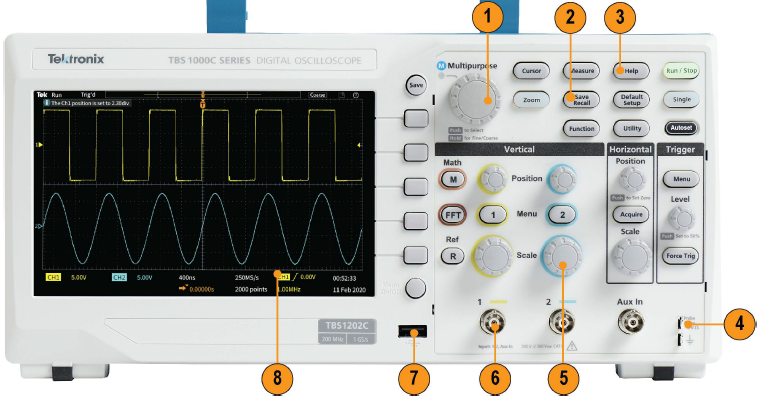 1
2
3
Tektronix
TBS 1000C SERIES DIGITAL OSCILLOSCOPE
M Multipurpose
Cursor
Measure
Help
Run / Stop
Save
Zoom
Save
Recall
Default
Setup
Single
Push to Select
for Fine/Coarse
Function
Utility
Autoset
Tek Run Trig'd
Cursor
The Ch1 position is set to 2.38div
Vertical
Horizontal
Trigger
Math
M
Position
Position
Menu
Push to Set Zero
Level
FFT
1
Menu
2
Acquire
Push Set to 50%
Ref
R
Scale
Scale
Force Trig
CH1 5.00V
CH2 5.00V
400ns
250MS/s
CH1 0.00V
00:52:33
0.00000s
2000 points
1.00MHz
11 Feb 2020
TBS1202C
200 MHz 1 GS/s
1
2
Aux In
4
8
7
6
5